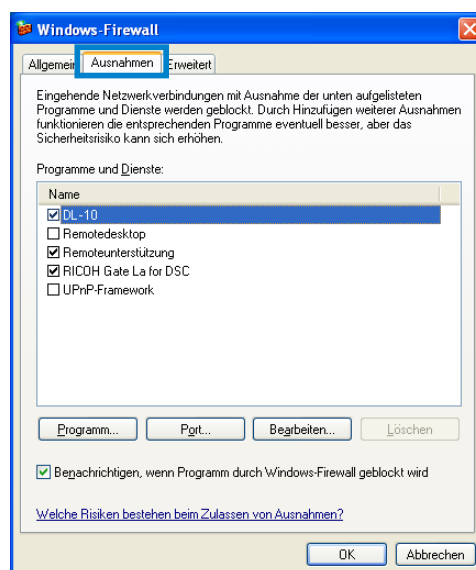 Windows-Firewall
Allgemein Ausnahmen Erweitert
Eingehende Netzwerkverbindungen mit Ausnahme der unten aufgelisteten
Programme und Dienste werden geblockt. Durch Hinzufügen weiterer Ausnahmen
funktionieren die entsprechenden Programme eventuell besser, aber das
Sicherheitsrisiko kann sich erhöhen.
Programme und Dienste:
Name
DL-10
Remotedesktop
Remoteunterstützung
RICOH Gate La for DSC
UPnP-Framework
Programm... Port... Bearbeiten... Löschen
Benachrichtigen, wenn Programm durch Windows-Firewall geblockt wird
Welche Risiken bestehen beim Zulassen von Ausnahmen?
OK Abbrechen